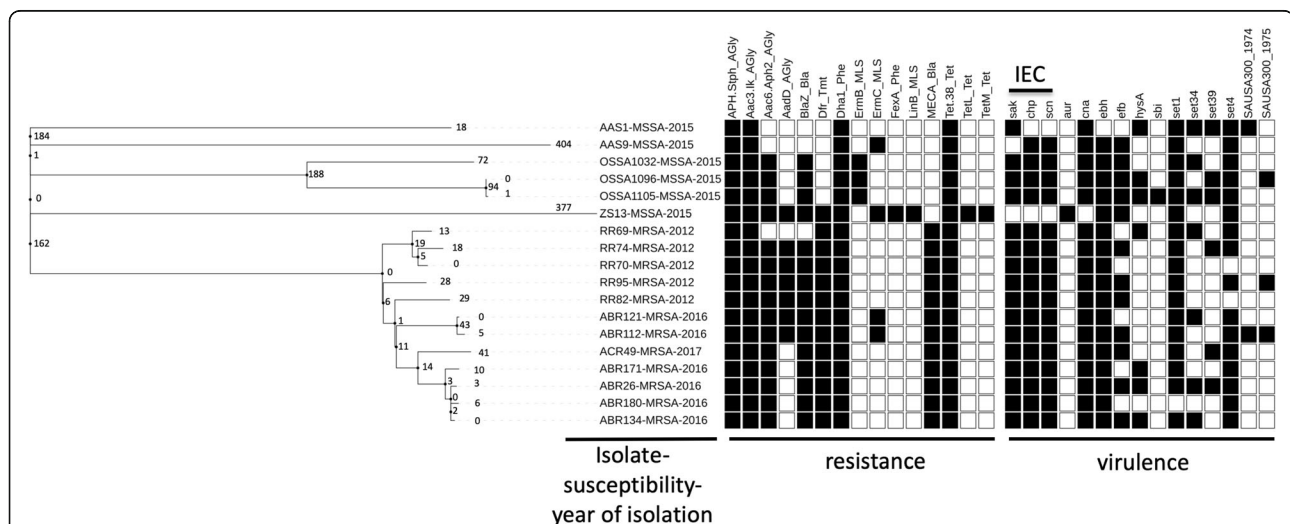 APH.Stph_AGly
Aac3.Ik_AGly
Aac6.Aph2_AGly
AadD_AGly
BlaZ_Bla
Dfr_Tmt
Dha1_Phe
ErmB_MLS
ErmC_MLS
FexA_Phe
LinB_MLS
MECA_Bla
Tet.38_Tet
TetL_Tet
TetM_Tet
IEC
sak
chp
scn
aur
cna
ebh
efb
hysA
sbi
set1
set34
set39
set4
SAUSA300_1974
SAUSA300_1975
18 AAS1-MSSA-2015
184
404 AAS9-MSSA-2015
1
72 OSSA1032-MSSA-2015
188
0 OSSA1096-MSSA-2015
94
1 OSSA1105-MSSA-2015
0
377 ZS13-MSSA-2015
13 RR69-MRSA-2012
162
19
18 RR74-MRSA-2012
5
0 RR70-MRSA-2012
0
28 RR95-MRSA-2012
6
29 RR82-MRSA-2012
0 ABR121-MRSA-2016
1
43
5 ABR112-MRSA-2016
11
41 ACR49-MRSA-2017
14
10 ABR171-MRSA-2016
3
3 ABR26-MRSA-2016
0
6 ABR180-MRSA-2016
2
0 ABR134-MRSA-2016
Isolate-
susceptibility-
year of isolation
resistance
virulence